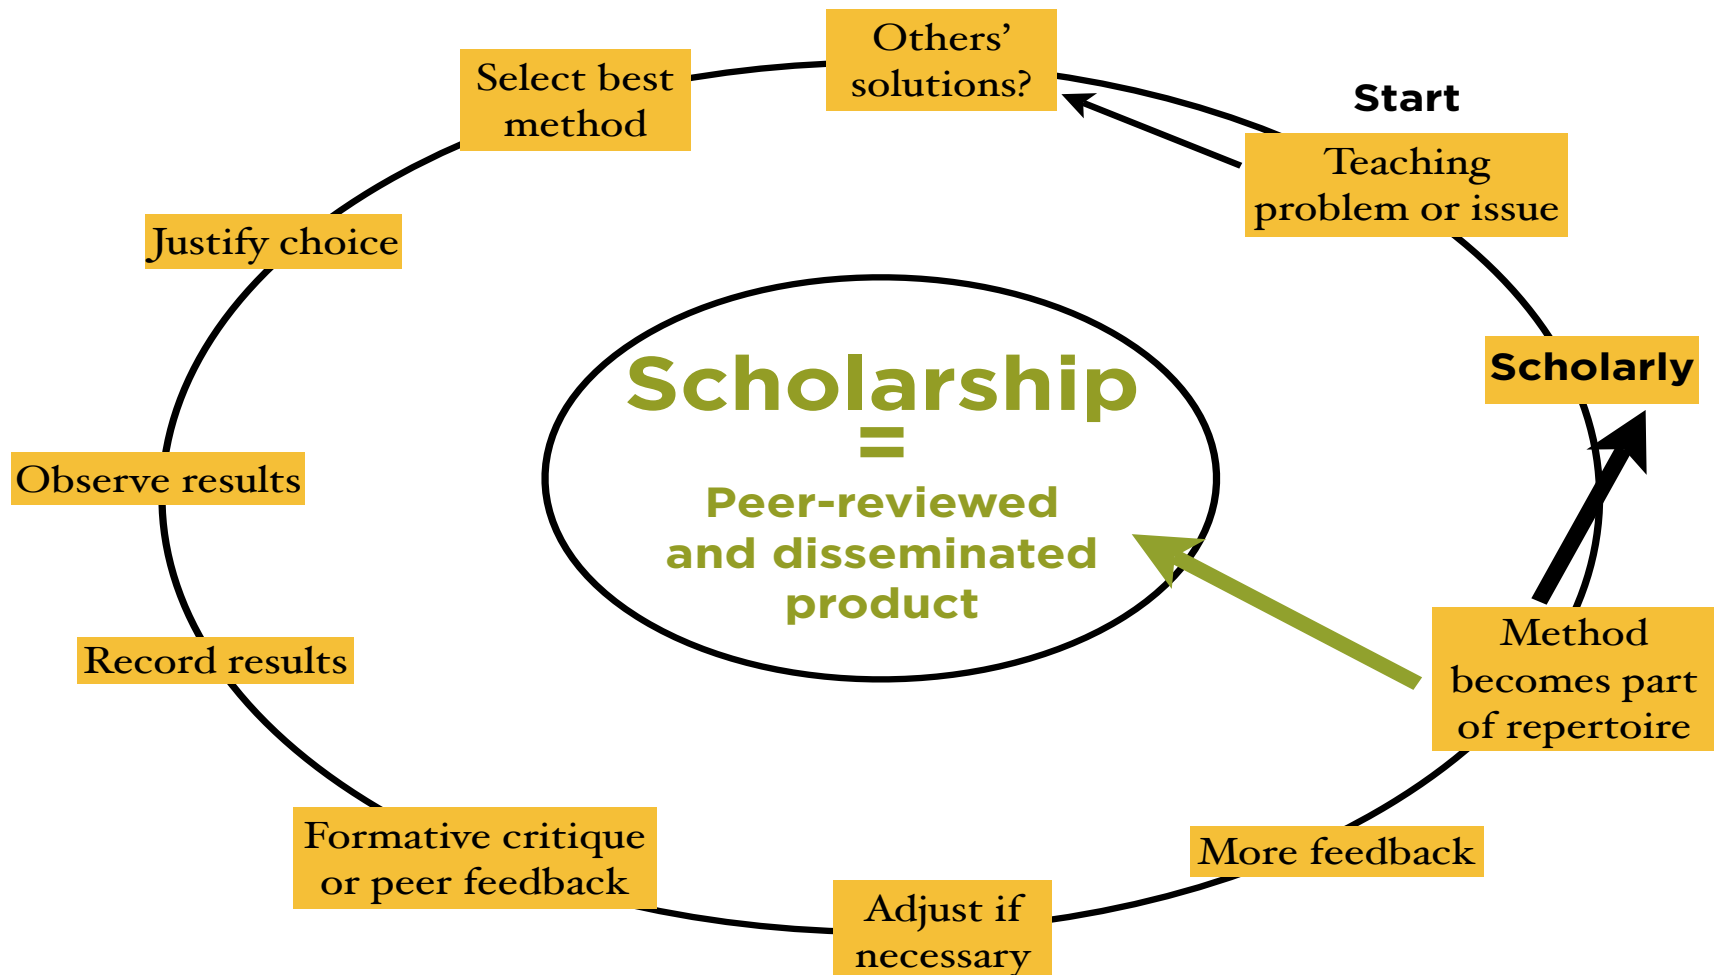 Start
Teaching
problem or issue
Others’
solutions?
Select best
method
Justify choice
Observe results
Record results
Formative critique
or peer feedback
Adjust if
necessary
More feedback
Method
becomes part
of repertoire
Scholarly
Scholarship
=
Peer-reviewed
and disseminated
product